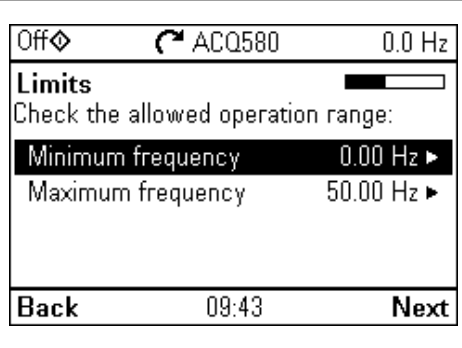 Off ACQ580 0.0 Hz
Limits
Check the allowed operation range:
Minimum frequency 0.00 Hz
Maximum frequency 50.00 Hz
Back 09:43 Next